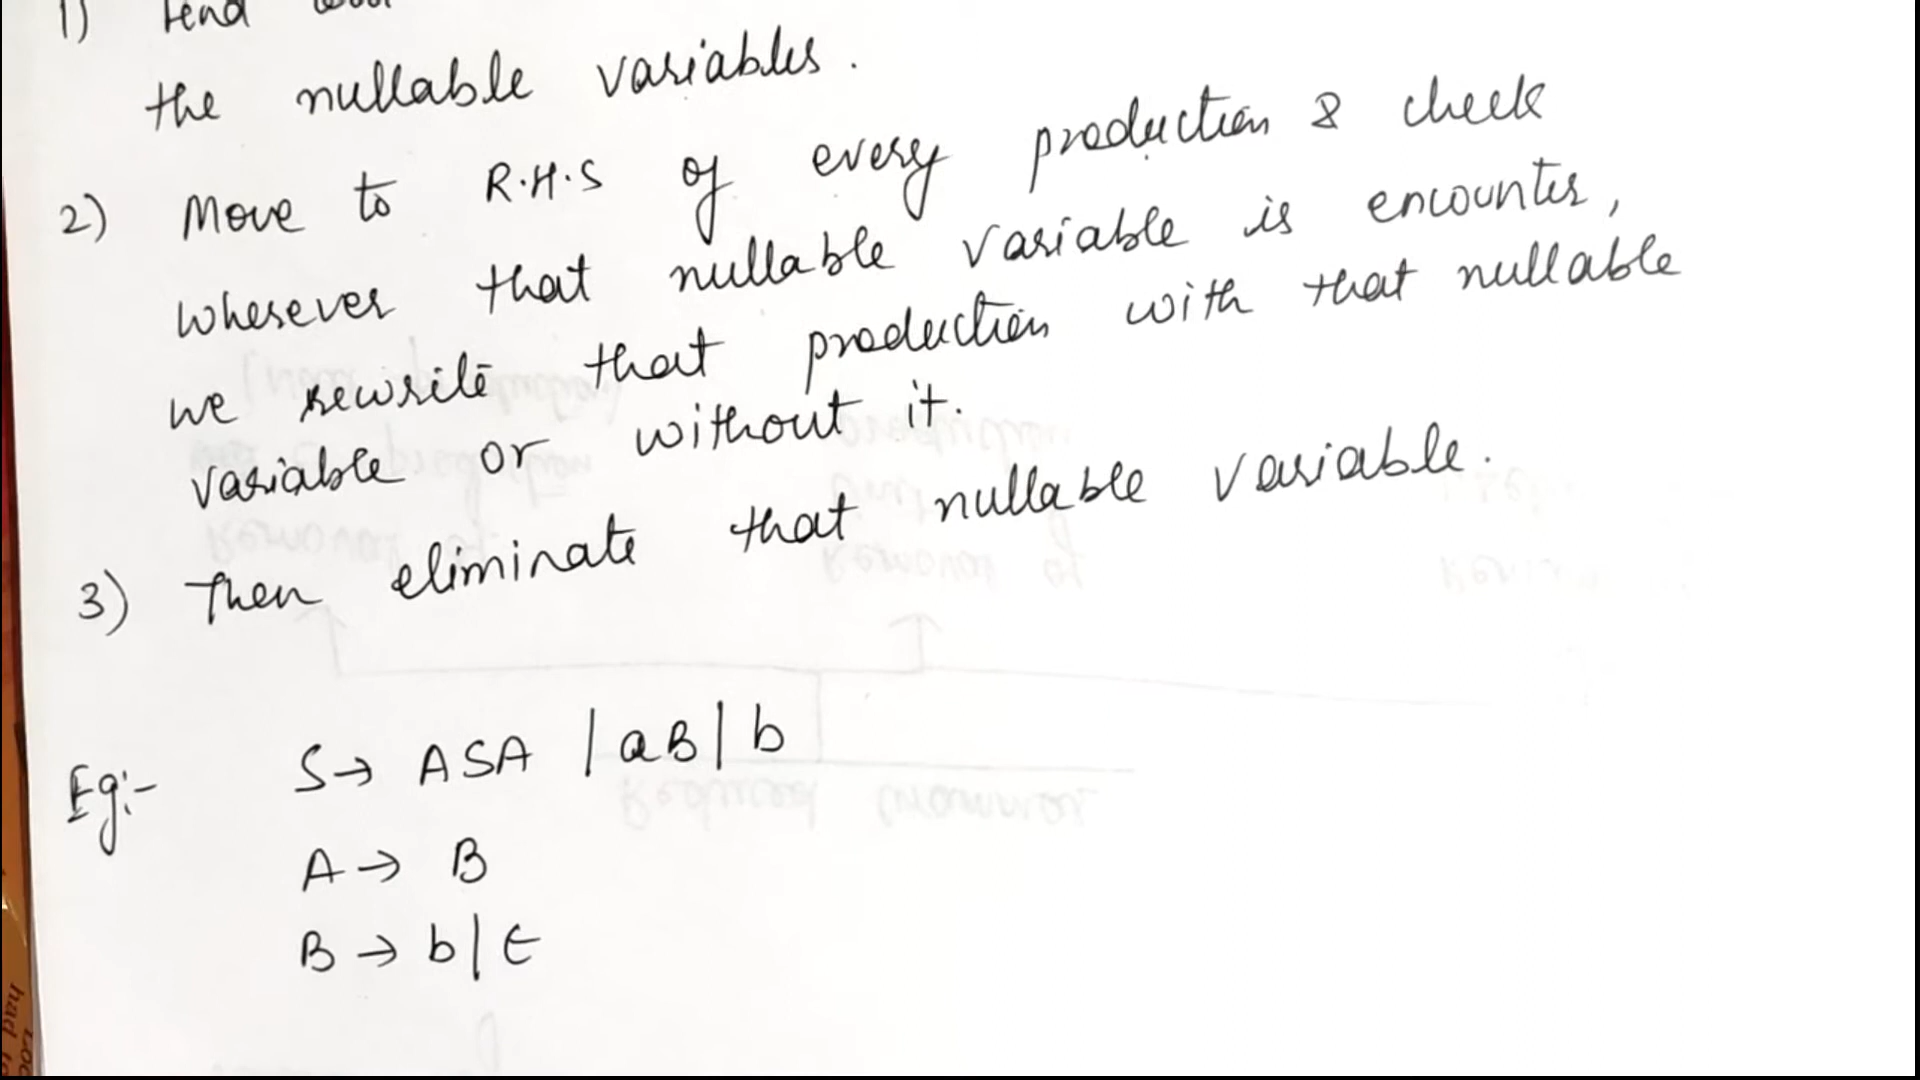 1)
the nullable variables.
2) Move to R.H.S of every production & check
wherever that nullable variable is encounter,
we rewrite that production with that nullable
variable or without it.
3) Then eliminate that nullable variable.
Eg:- S → ASA | aB | b
A → B
B → b | ε
had